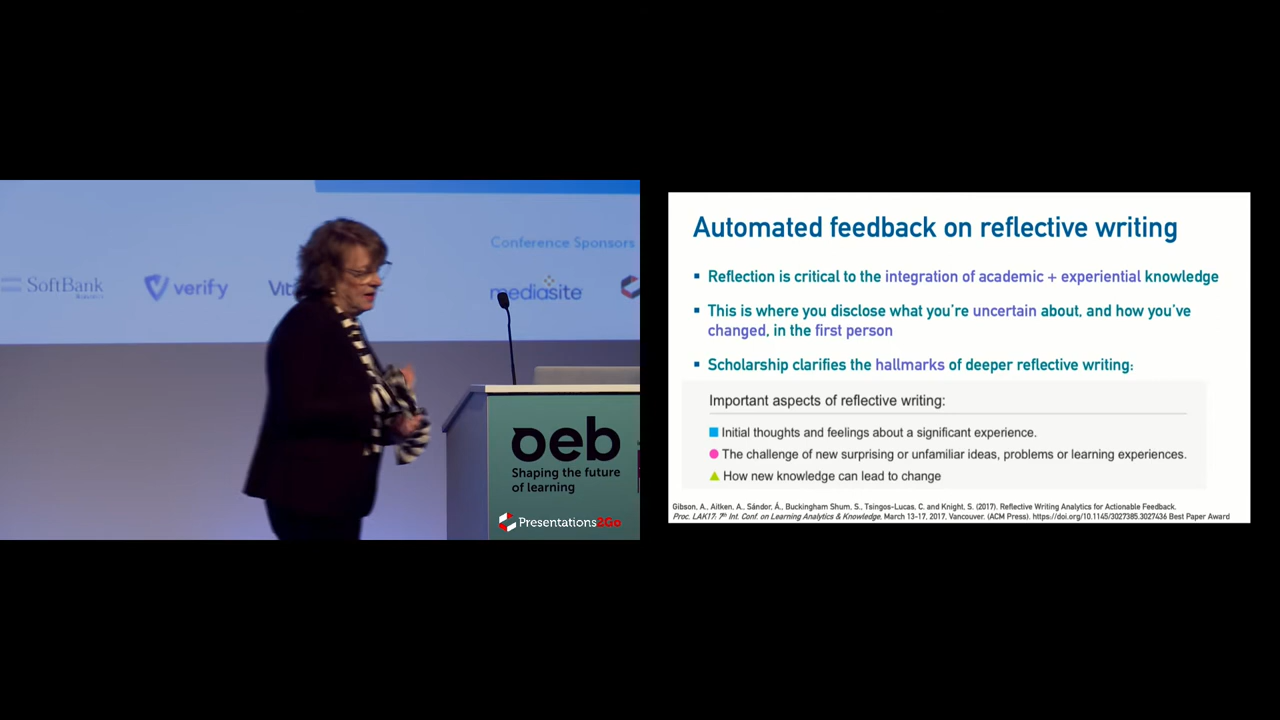 Conference Sponsors
SoftBank
verify
mediasite
oeb
Shaping the future
of learning
Presentations2Go
Automated feedback on reflective writing
▪ Reflection is critical to the integration of academic + experiential knowledge
▪ This is where you disclose what you're uncertain about, and how you've
changed, in the first person
▪ Scholarship clarifies the hallmarks of deeper reflective writing:
Important aspects of reflective writing:
Initial thoughts and feelings about a significant experience.
The challenge of new surprising or unfamiliar ideas, problems or learning experiences.
How new knowledge can lead to change
Gibson, A., Aitken, A., Sándor, Á., Buckingham Shum, S., Tsingos-Lucas, C. and Knight, S. (2017). Reflective Writing Analytics for Actionable Feedback.
Proc. LAK17: 7th Int. Conf. on Learning Analytics & Knowledge, March 13-17, 2017, Vancouver. (ACM Press). https://doi.org/10.1145/3027385.3027436 Best Paper Award